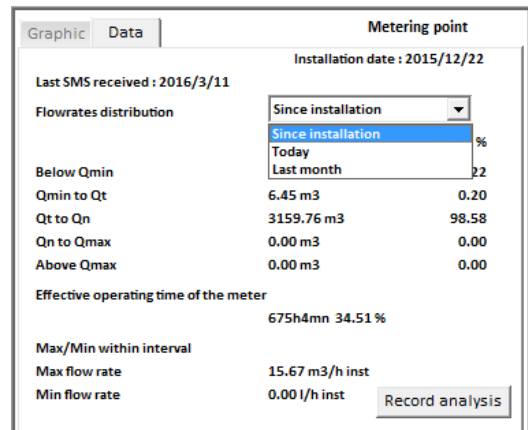 Graphic Data
Metering point
Installation date : 2015/12/22
Last SMS received : 2016/3/11
Flowrates distribution Since installation
Since installation
%
Today
Last month
Below Qmin 22
Qmin to Qt 6.45 m3 0.20
Qt to Qn 3159.76 m3 98.58
Qn to Qmax 0.00 m3 0.00
Above Qmax 0.00 m3 0.00
Effective operating time of the meter
675h4mn 34.51 %
Max/Min within interval
Max flow rate 15.67 m3/h inst
Min flow rate 0.00 l/h inst
Record analysis